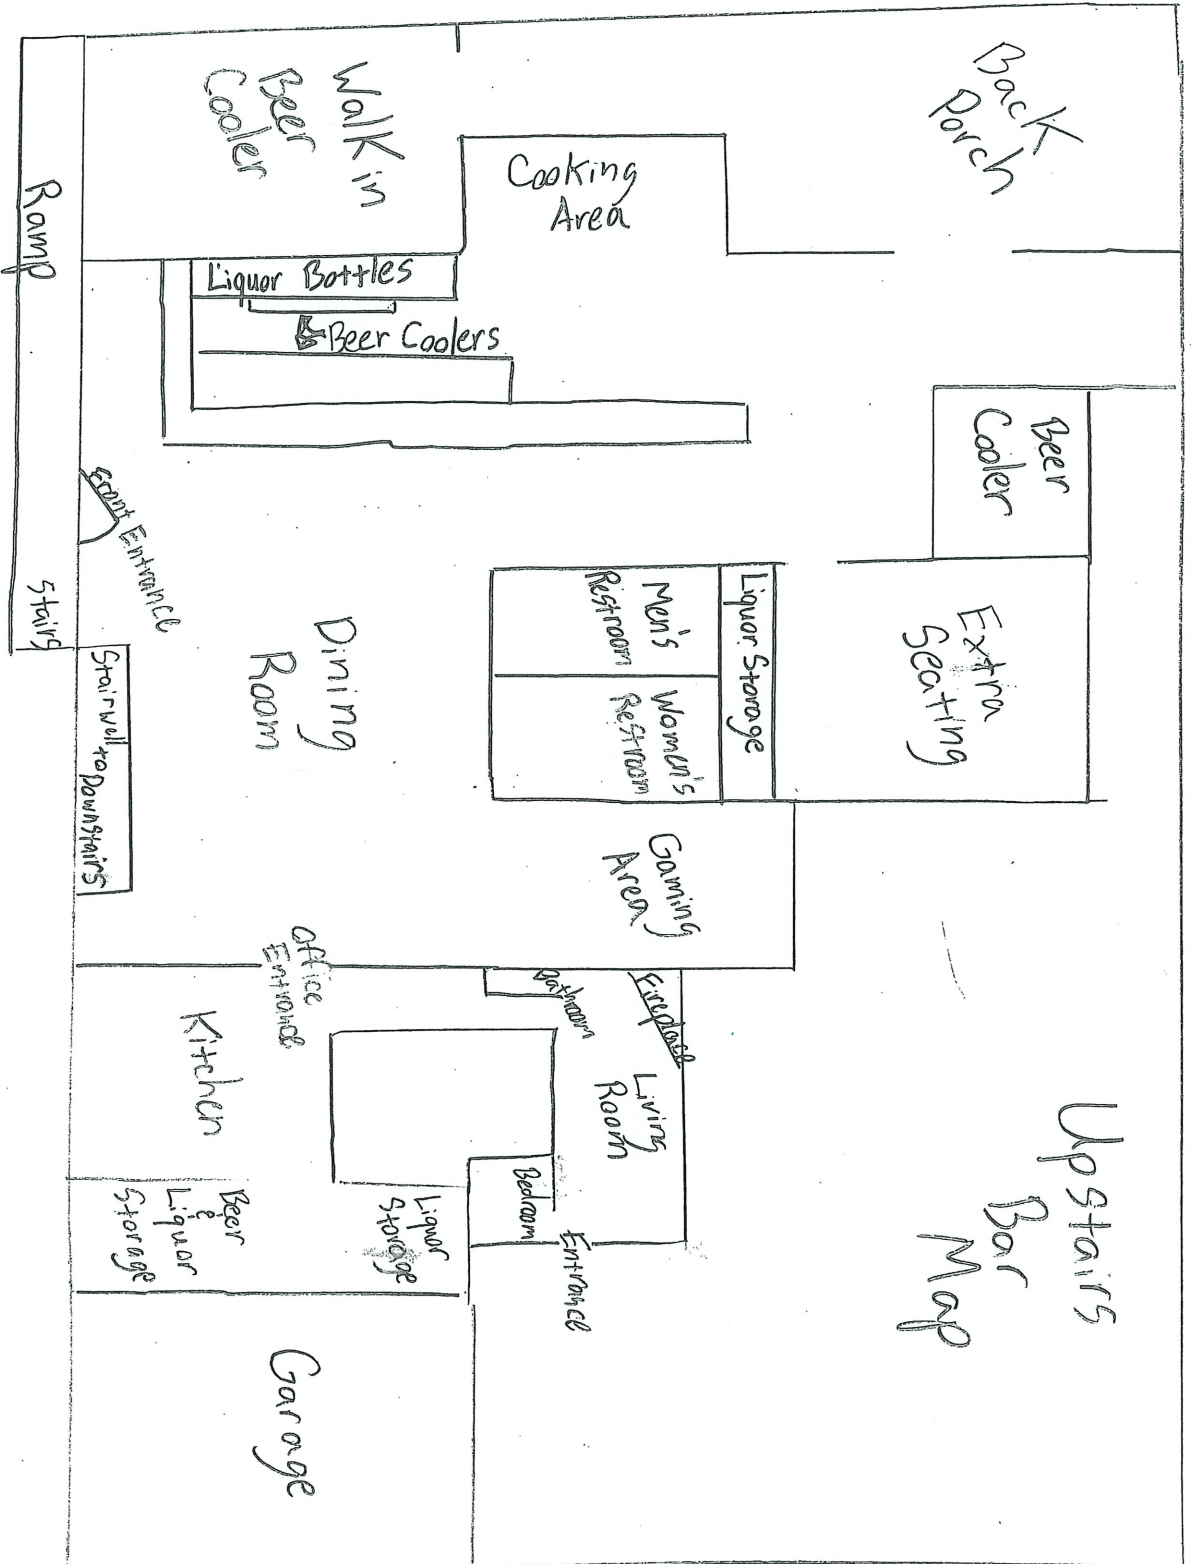 Back
Porch
Walk in
Beer
Cooler
Cooking
Area
Ramp
Liquor Bottles
Beer Coolers
Beer
Cooler
Front Entrance
Stairs
Stairwell to Downstairs
Dining
Room
Men's
Restroom
Women's
Restroom
Liquor Storage
Extra
Seating
Gaming
Area
Office
Entrance
Kitchen
Bathroom
Fireplace
Living
Room
Bedroom
Entrance
Liquor
Storage
Beer
&
Liquor
Storage
Garage
Upstairs
Bar
Map